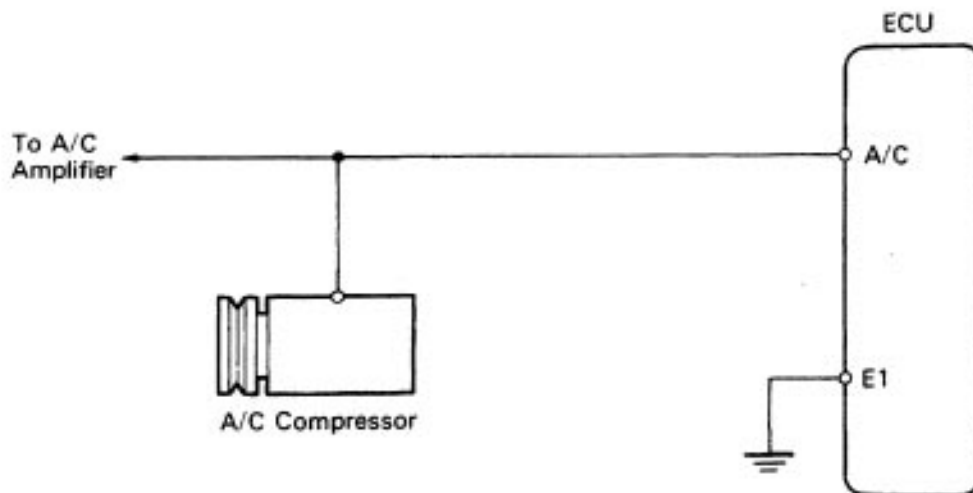 ECU
To A/C
Amplifier
A/C
A/C Compressor
E1